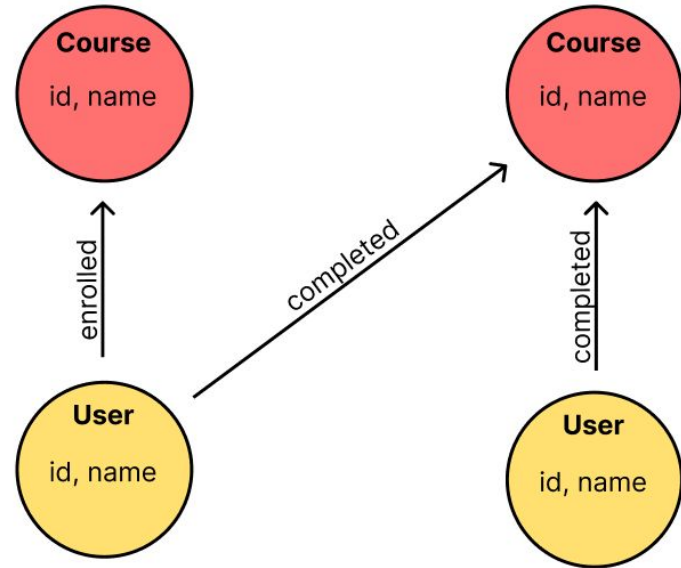 Course
id, name
Course
id, name
enrolled
completed
completed
User
id, name
User
id, name